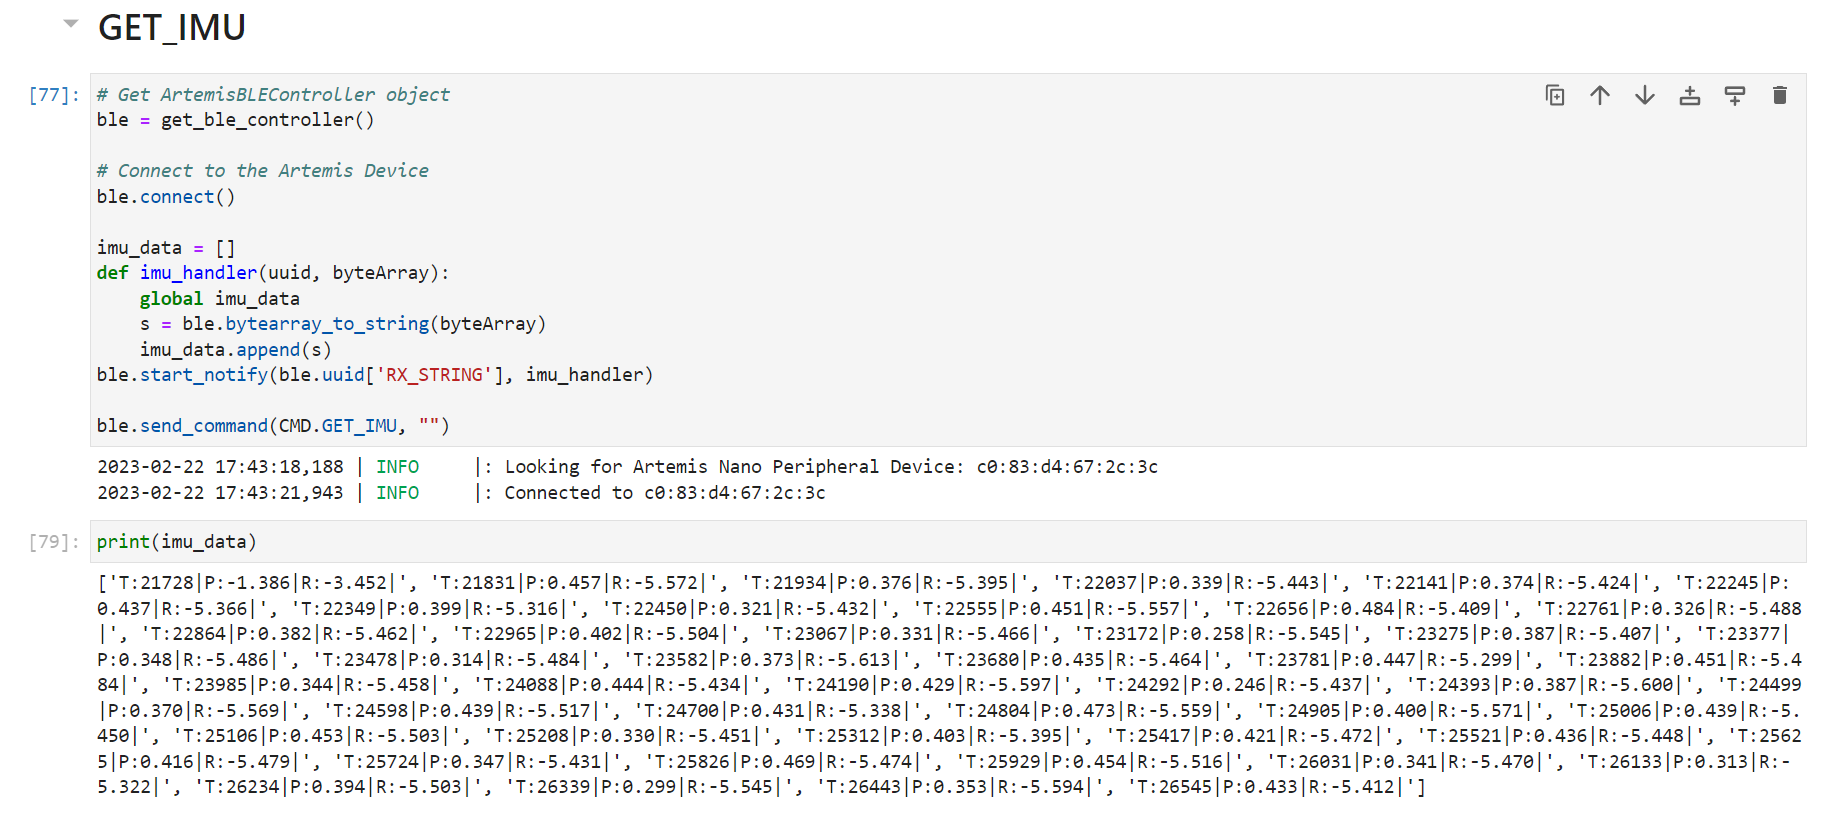 GET_IMU
[77]:
# Get ArtemisBLEController object
ble = get_ble_controller()
# Connect to the Artemis Device
ble.connect()
imu_data = []
def imu_handler(uuid, byteArray):
    global imu_data
    s = ble.bytearray_to_string(byteArray)
    imu_data.append(s)
ble.start_notify(ble.uuid['RX_STRING'], imu_handler)
ble.send_command(CMD.GET_IMU, "")
2023-02-22 17:43:18,188 | INFO     |: Looking for Artemis Nano Peripheral Device: c0:83:d4:67:2c:3c
2023-02-22 17:43:21,943 | INFO     |: Connected to c0:83:d4:67:2c:3c
[79]:
print(imu_data)
['T:21728|P:-1.386|R:-3.452|', 'T:21831|P:0.457|R:-5.572|', 'T:21934|P:0.376|R:-5.395|', 'T:22037|P:0.339|R:-5.443|', 'T:22141|P:0.374|R:-5.424|', 'T:22245|P:
0.437|R:-5.366|', 'T:22349|P:0.399|R:-5.316|', 'T:22450|P:0.321|R:-5.432|', 'T:22555|P:0.451|R:-5.557|', 'T:22656|P:0.484|R:-5.409|', 'T:22761|P:0.326|R:-5.488
|', 'T:22864|P:0.382|R:-5.462|', 'T:22965|P:0.402|R:-5.504|', 'T:23067|P:0.331|R:-5.466|', 'T:23172|P:0.258|R:-5.545|', 'T:23275|P:0.387|R:-5.407|', 'T:23377|
P:0.348|R:-5.486|', 'T:23478|P:0.314|R:-5.484|', 'T:23582|P:0.373|R:-5.613|', 'T:23680|P:0.435|R:-5.464|', 'T:23781|P:0.447|R:-5.299|', 'T:23882|P:0.451|R:-5.4
84|', 'T:23985|P:0.344|R:-5.458|', 'T:24088|P:0.444|R:-5.434|', 'T:24190|P:0.429|R:-5.597|', 'T:24292|P:0.246|R:-5.437|', 'T:24393|P:0.387|R:-5.600|', 'T:24499
|P:0.370|R:-5.569|', 'T:24598|P:0.439|R:-5.517|', 'T:24700|P:0.431|R:-5.338|', 'T:24804|P:0.473|R:-5.559|', 'T:24905|P:0.400|R:-5.571|', 'T:25006|P:0.439|R:-5.
450|', 'T:25106|P:0.453|R:-5.503|', 'T:25208|P:0.330|R:-5.451|', 'T:25312|P:0.403|R:-5.395|', 'T:25417|P:0.421|R:-5.472|', 'T:25521|P:0.436|R:-5.448|', 'T:2562
5|P:0.416|R:-5.479|', 'T:25724|P:0.347|R:-5.431|', 'T:25826|P:0.469|R:-5.474|', 'T:25929|P:0.454|R:-5.516|', 'T:26031|P:0.341|R:-5.470|', 'T:26133|P:0.313|R:-
5.322|', 'T:26234|P:0.394|R:-5.503|', 'T:26339|P:0.299|R:-5.545|', 'T:26443|P:0.353|R:-5.594|', 'T:26545|P:0.433|R:-5.412|']